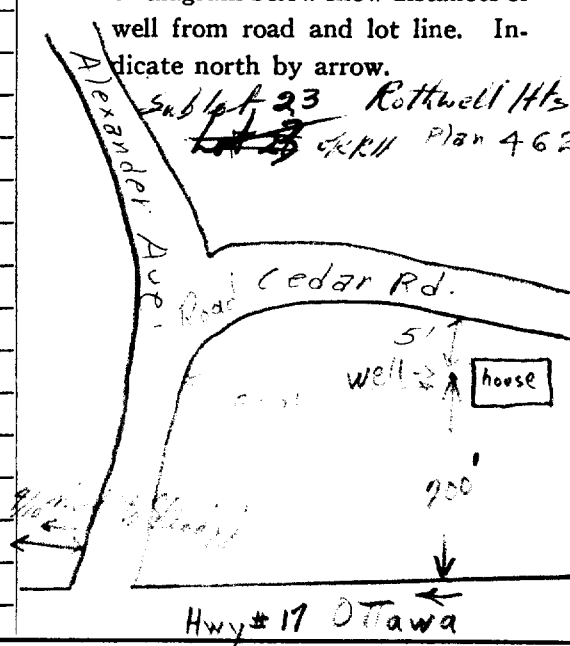 well from road and lot line. In-
dicate north by arrow.
Sublot 23 Rothwell Hts
Plan 462
Alexander Ave.
Cedar Rd.
Road
5'
well
house
Hwy # 17 Ottawa